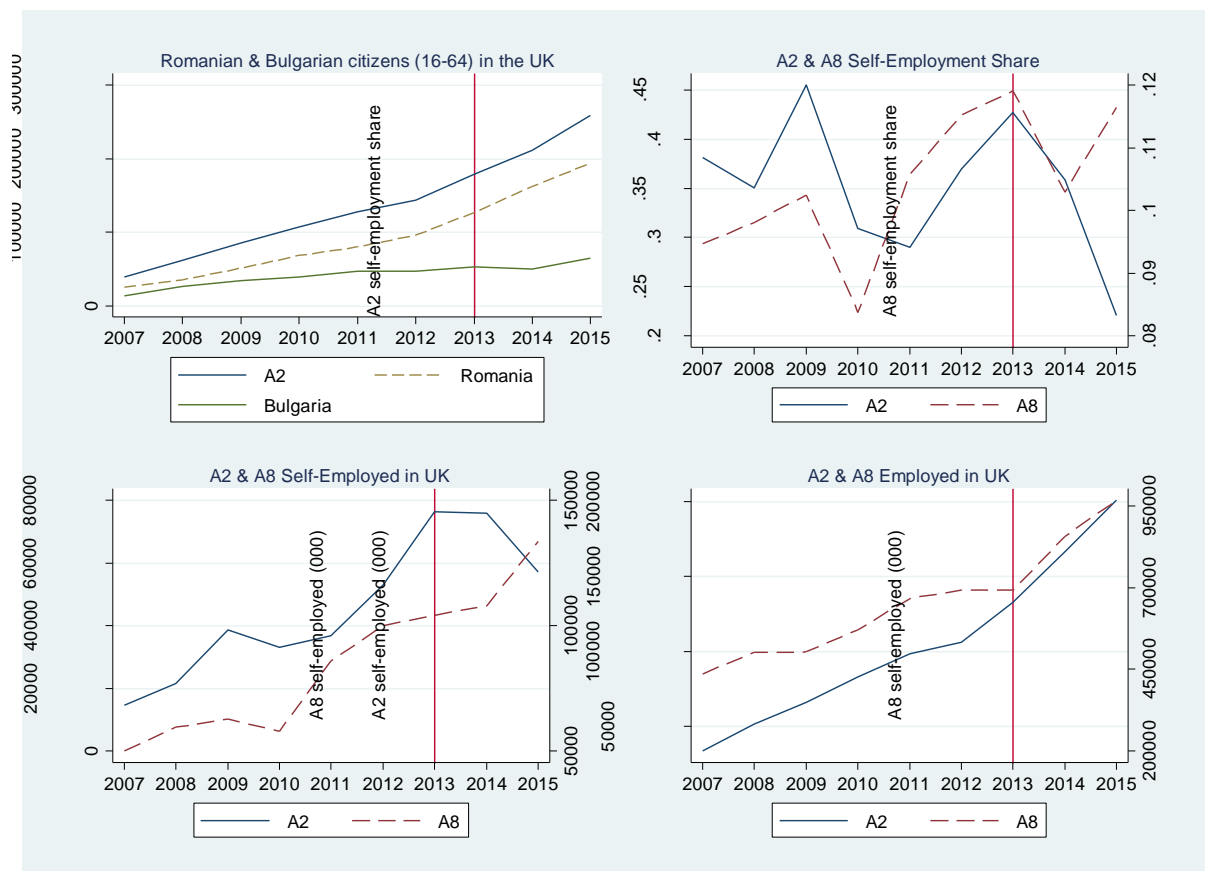 Romanian & Bulgarian citizens (16-64) in the UK
0 100000 200000 300000
A2 self-employment share
2007 2008 2009 2010 2011 2012 2013 2014 2015
A2 Romania
Bulgaria
A2 & A8 Self-Employment Share
.2 .25 .3 .35 .4 .45
A8 self-employment share
.08 .09 .1 .11 .12
2007 2008 2009 2010 2011 2012 2013 2014 2015
A2 A8
A2 & A8 Self-Employed in UK
0 20000 40000 60000 80000
A8 self-employed (000)
A2 self-employed (000)
50000 100000 150000
50000 100000 150000 200000
2007 2008 2009 2010 2011 2012 2013 2014 2015
A2 A8
A2 & A8 Employed in UK
A8 self-employed (000)
200000 450000 700000 950000
2007 2008 2009 2010 2011 2012 2013 2014 2015
A2 A8